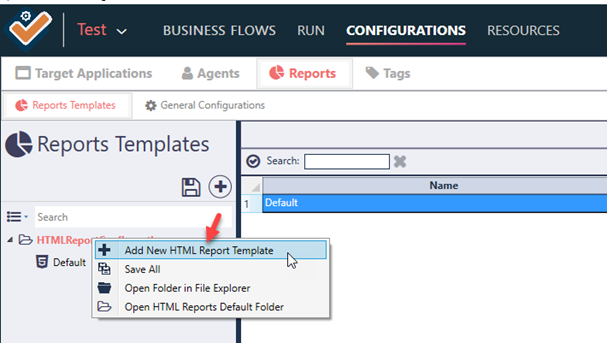 Test BUSINESS FLOWS RUN CONFIGURATIONS RESOURCES
Target Applications Agents Reports Tags
Reports Templates General Configurations
Reports Templates
Search:
Name
1 Default
Search
Default
Add New HTML Report Template
Save All
Open Folder in File Explorer
Open HTML Reports Default Folder